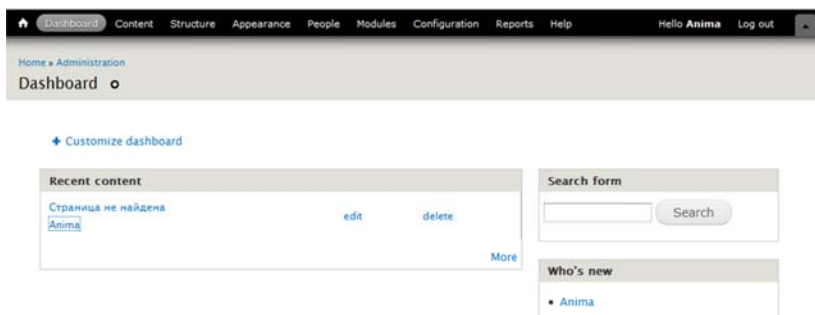 Dashboard Content Structure Appearance People Modules Configuration Reports Help Hello Anima Log out
Home » Administration
Dashboard
Customize dashboard
Recent content
Страница не найдена
Anima
edit delete
More
Search form
Search
Who's new
Anima